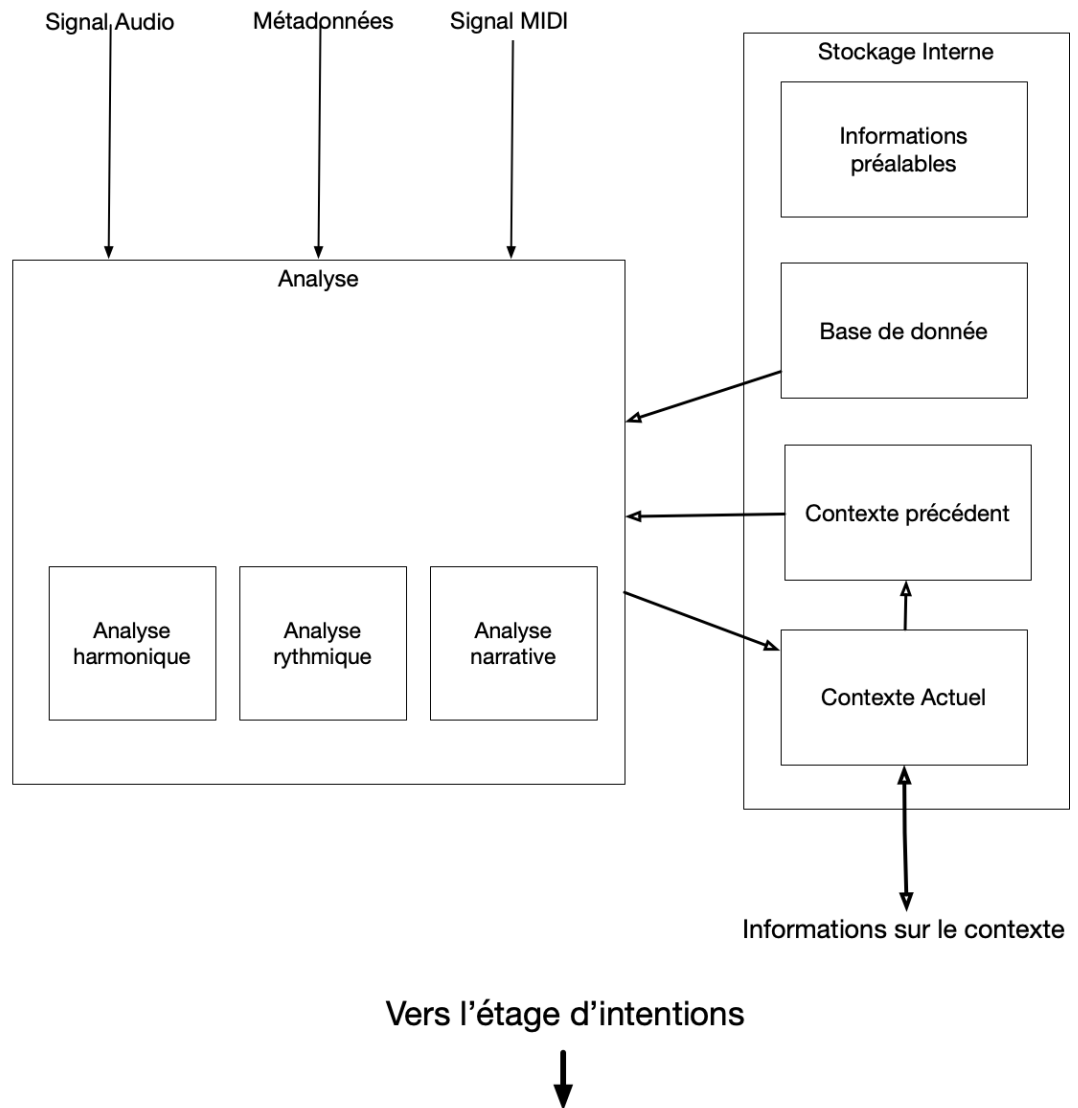 Signal Audio
Métadonnées
Signal MIDI
Stockage Interne
Informations
préalables
Analyse
Base de donnée
Contexte précédent
Analyse
harmonique
Analyse
rythmique
Analyse
narrative
Contexte Actuel
Informations sur le contexte
Vers l’étage d’intentions